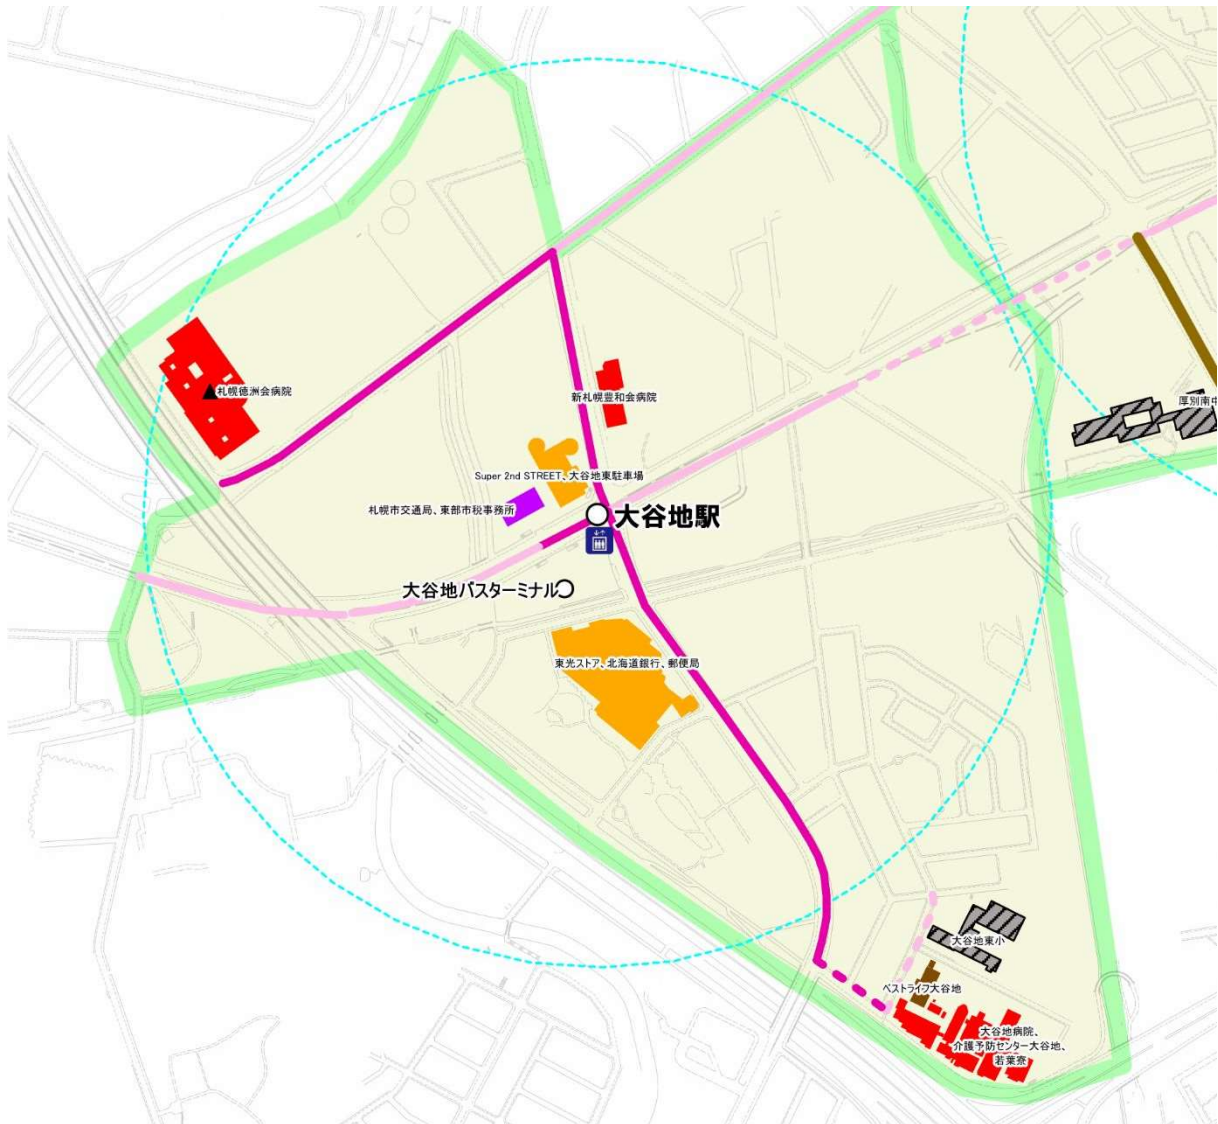 札幌徳洲会病院
新札幌豊和会病院
厚別南中
Super 2nd STREET、大谷地東駐車場
札幌市交通局、東部市税事務所
大谷地駅
大谷地バスターミナル
東光ストア、北海道銀行、郵便局
大谷地東小
ベストライフ大谷地
大谷地病院、
介護予防センター大谷地、
若葉寮